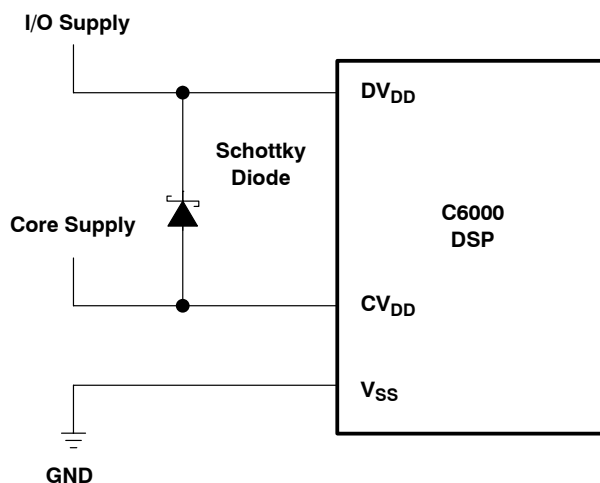 I/O Supply
DVDD
Schottky
Diode
C6000
DSP
Core Supply
CVDD
VSS
GND